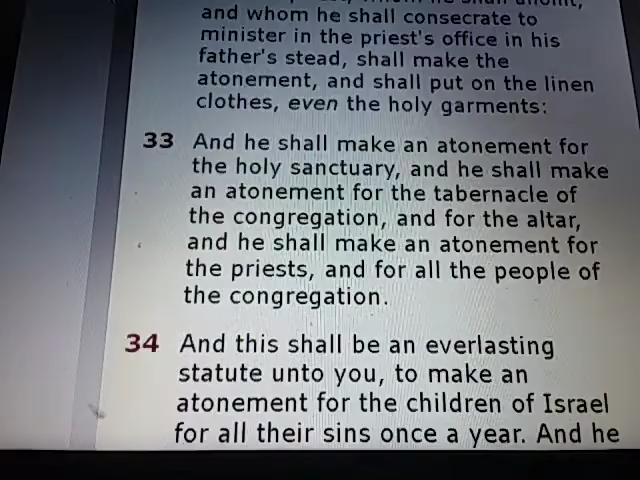 and whom he shall consecrate to
minister in the priest's office in his
father's stead, shall make the
atonement, and shall put on the linen
clothes, even the holy garments:
33 And he shall make an atonement for
the holy sanctuary, and he shall make
an atonement for the tabernacle of
the congregation, and for the altar,
and he shall make an atonement for
the priests, and for all the people of
the congregation.
34 And this shall be an everlasting
statute unto you, to make an
atonement for the children of Israel
for all their sins once a year. And he